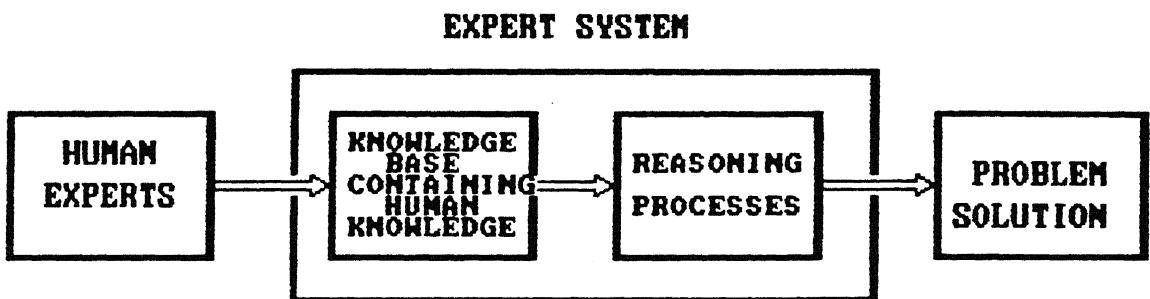 EXPERT SYSTEM
HUMAN
EXPERTS
KNOWLEDGE
BASE
CONTAINING
HUMAN
KNOWLEDGE
REASONING
PROCESSES
PROBLEM
SOLUTION